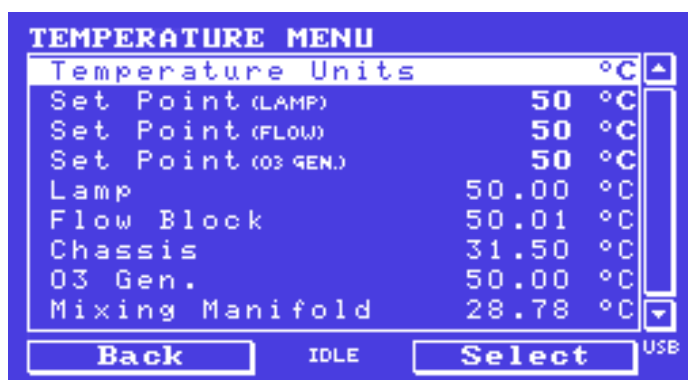 TEMPERATURE MENU
Temperature Units °C
Set Point (LAMP) 50 °C
Set Point (FLOW) 50 °C
Set Point (O3 GEN.) 50 °C
Lamp 50.00 °C
Flow Block 50.01 °C
Chassis 31.50 °C
O3 Gen. 50.00 °C
Mixing Manifold 28.78 °C
Back IDLE Select USB